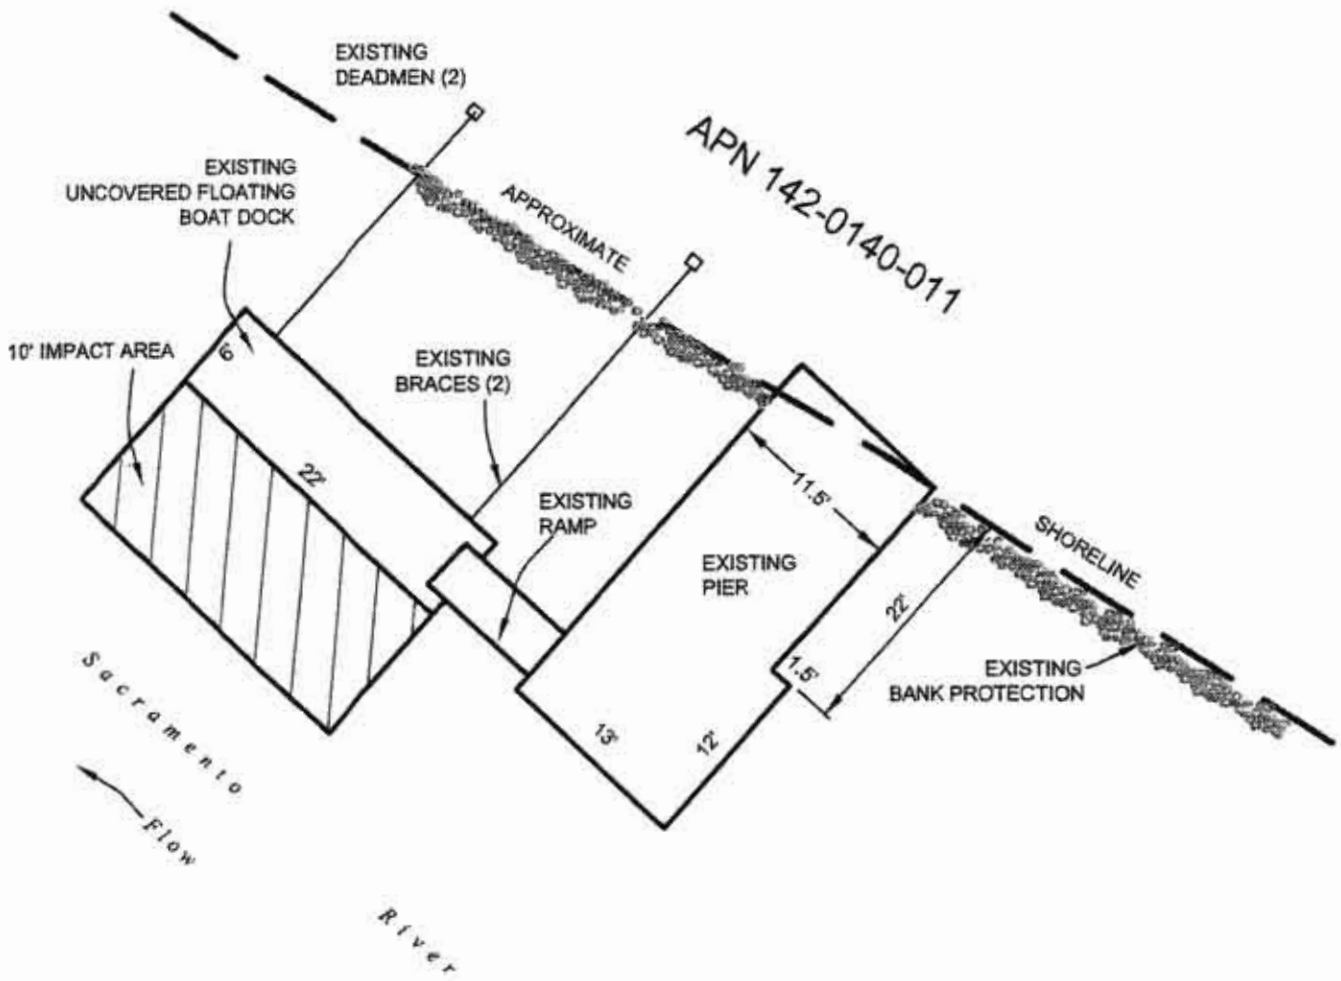 EXISTING
DEADMEN (2)
APN 142-0140-011
EXISTING
UNCOVERED FLOATING
BOAT DOCK
APPROXIMATE
10' IMPACT AREA
6'
EXISTING
BRACES (2)
22'
EXISTING
RAMP
11.5'
EXISTING
PIER
SHORELINE
22'
1.5'
EXISTING
BANK PROTECTION
13'
12'
Sacramento
Flow
River